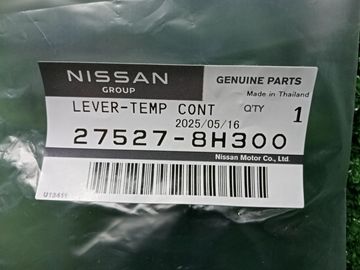 NISSAN
GROUP
GENUINE PARTS
Made in Thailand
LEVER-TEMP CONT Q'TY 1
2025/05/16
27527-8H300
Nissan Motor Co., Ltd.